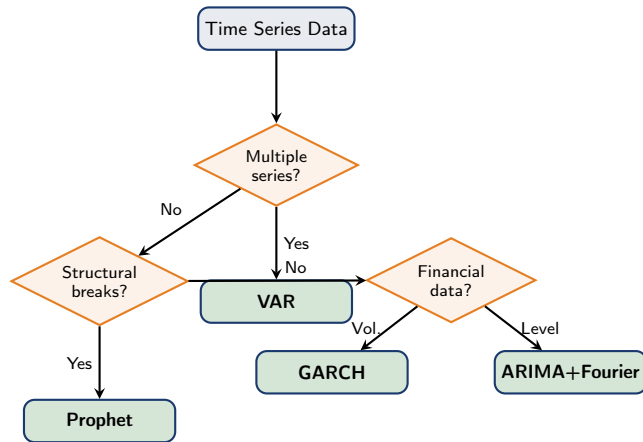 Time Series Data
Multiple
series?
No
Yes
Structural
breaks?
No
Financial
data?
VAR
Vol.
Level
Yes
GARCH
ARIMA+Fourier
Prophet